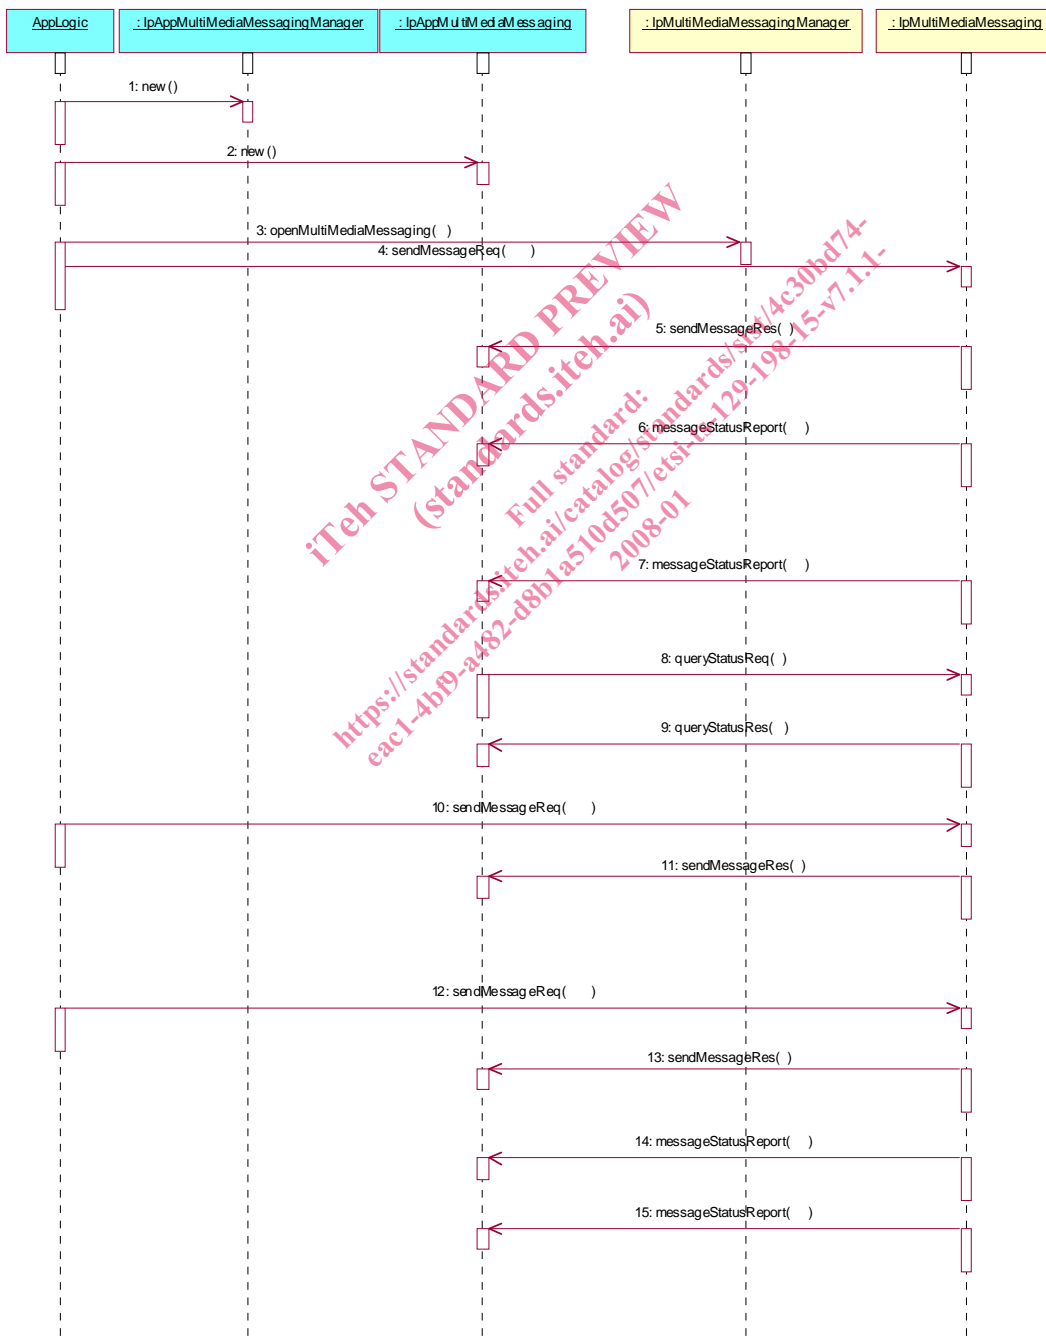 AppLogic
: IpAppMultiMediaMessagingManager
: IpAppMultiMediaMessaging
: IpMultiMediaMessagingManager
: IpMultiMediaMessaging
1: new()
2: new()
3: openMultiMediaMessaging( )
4: sendMessageReq( )
5: sendMessageRes( )
6: messageStatusReport( )
7: messageStatusReport( )
8: queryStatusReq( )
9: queryStatusRes( )
10: sendMessageReq( )
11: sendMessageRes( )
12: sendMessageReq( )
13: sendMessageRes( )
14: messageStatusReport( )
15: messageStatusReport( )
iTeh STANDARD PREVIEW
(standards.iteh.ai)
Full standard:
https://standards.iteh.ai/catalog/standards/sist/4c30bd74-
eac1-4bf9-a482-d8b1a510d507/etsi-ts-129-198-15-v7.1.1-
2008-01